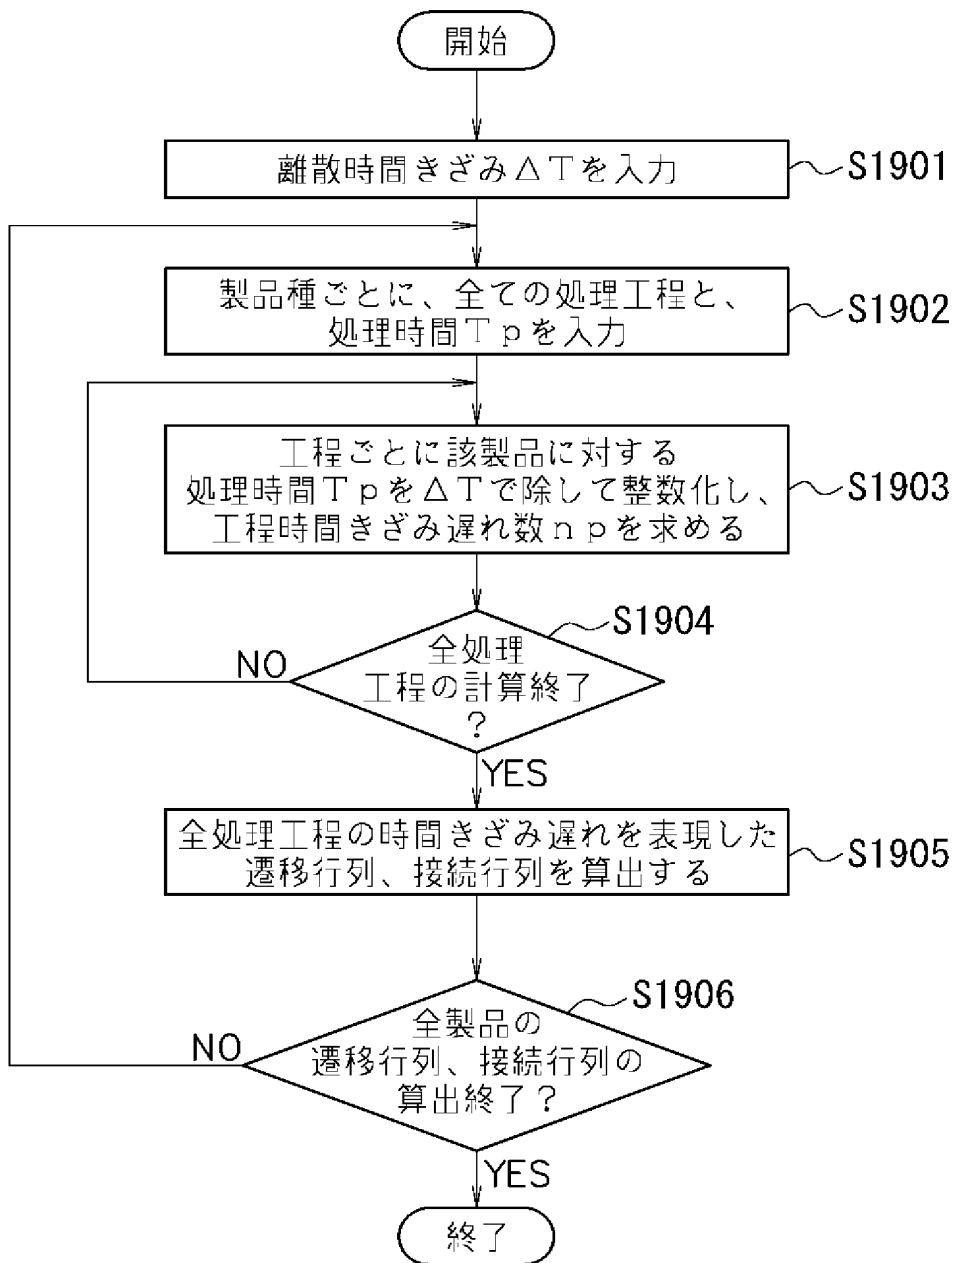 開始
離散時間きざみΔTを入力
S1901
製品種ごとに、全ての処理工程と、
処理時間Tpを入力
S1902
工程ごとに該製品に対する
処理時間TpをΔTで除して整数化し、
工程時間きざみ遅れ数npを求める
S1903
S1904
全処理
工程の計算終了
?
NO
YES
全処理工程の時間きざみ遅れを表現した
遷移行列、接続行列を算出する
S1905
S1906
全製品の
遷移行列、接続行列の
算出終了?
NO
YES
終了